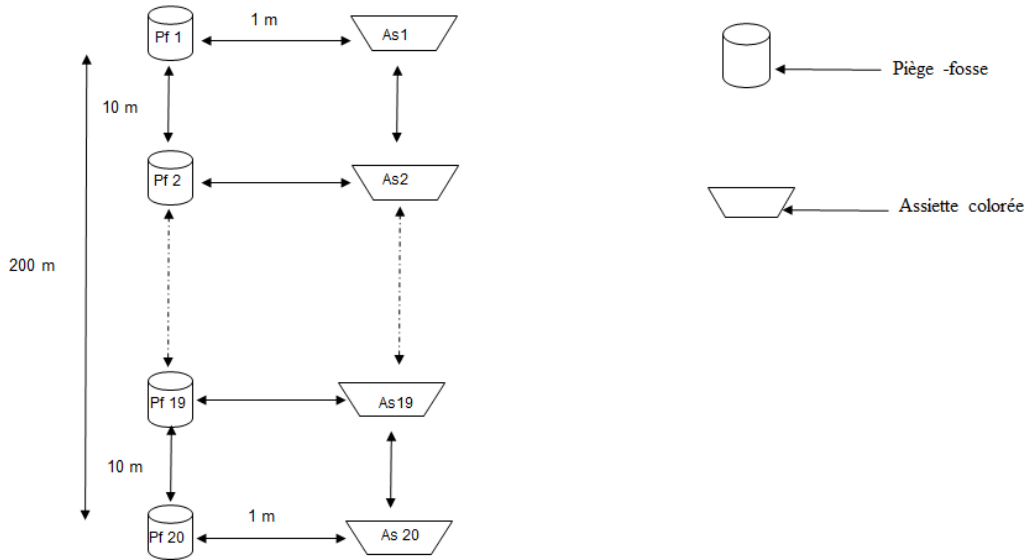 Pf 1
1 m
As1
10 m
Pf 2
As2
200 m
Pf 19
As19
10 m
Pf 20
1 m
As 20
Piège -fosse
Assiette colorée